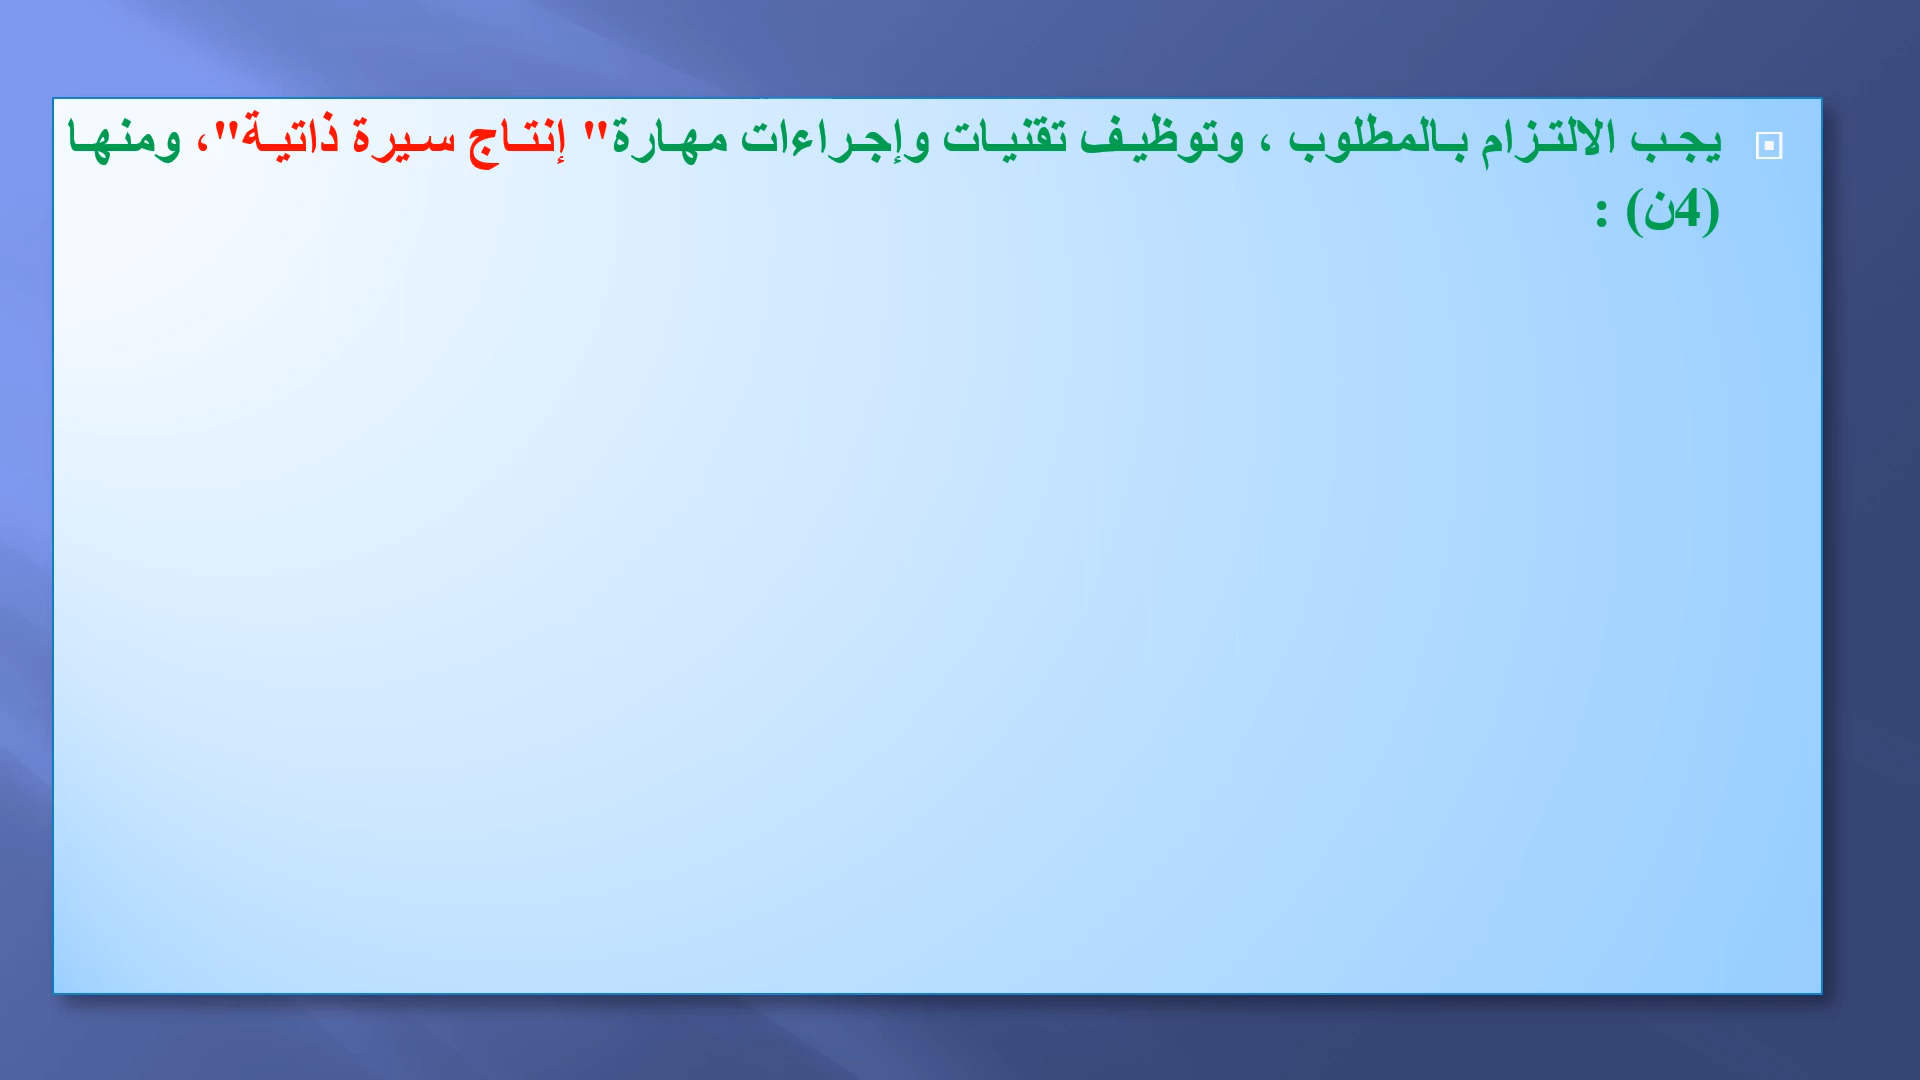 يجب الالتزام بالمطلوب ، وتوظيف تقنيات وإجراءات مهارة" إنتاج سيرة ذاتية"، ومنها
(4ن) :